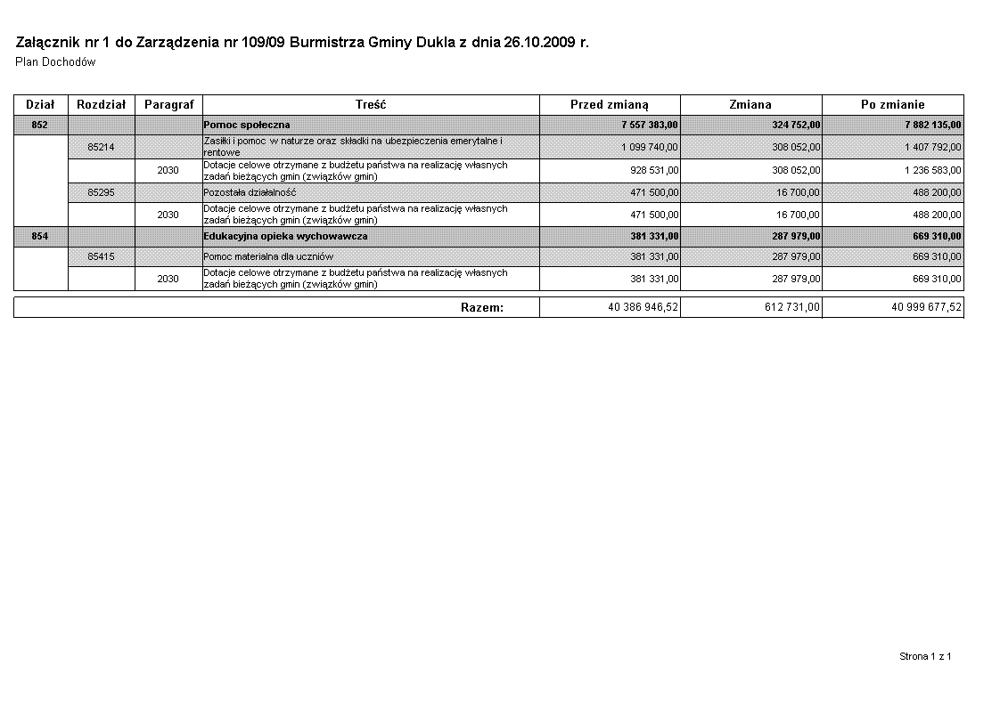 Załącznik nr 1 do Zarządzenia nr 109/09 Burmistrza Gminy Dukla z dnia 26.10.2009 r.
Plan Dochodów
Dział Rozdział Paragraf Treść Przed zmianą Zmiana Po zmianie
852 Pomoc społeczna 7 557 383,00 324 752,00 7 882 135,00
85214 Zasiłki i pomoc w naturze oraz składki na ubezpieczenia emerytalne i
rentowe 1 099 740,00 308 052,00 1 407 792,00
2030 Dotacje celowe otrzymane z budżetu państwa na realizację własnych
zadań bieżących gmin (związków gmin) 928 531,00 308 052,00 1 236 583,00
85295 Pozostała działalność 471 500,00 16 700,00 488 200,00
2030 Dotacje celowe otrzymane z budżetu państwa na realizację własnych
zadań bieżących gmin (związków gmin) 471 500,00 16 700,00 488 200,00
854 Edukacyjna opieka wychowawcza 381 331,00 287 979,00 669 310,00
85415 Pomoc materialna dla uczniów 381 331,00 287 979,00 669 310,00
2030 Dotacje celowe otrzymane z budżetu państwa na realizację własnych
zadań bieżących gmin (związków gmin) 381 331,00 287 979,00 669 310,00
Razem: 40 386 946,52 612 731,00 40 999 677,52
Strona 1 z 1